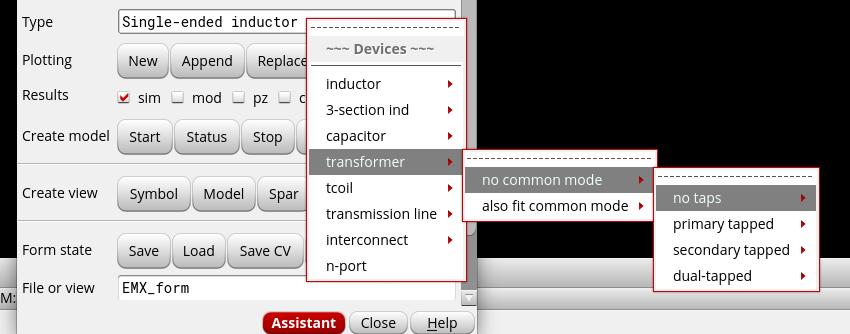 Type Single-ended inductor
~~~ Devices ~~~
Plotting New Append Replace
inductor
Results sim mod pz c
3-section ind
Create model Start Status Stop
capacitor
transformer
no common mode
no taps
Create view Symbol Model Spar
tcoil
also fit common mode
primary tapped
transmission line
Form state Save Load Save CV
interconnect
secondary tapped
n-port
dual-tapped
File or view EMX_form
M:
Assistant Close Help